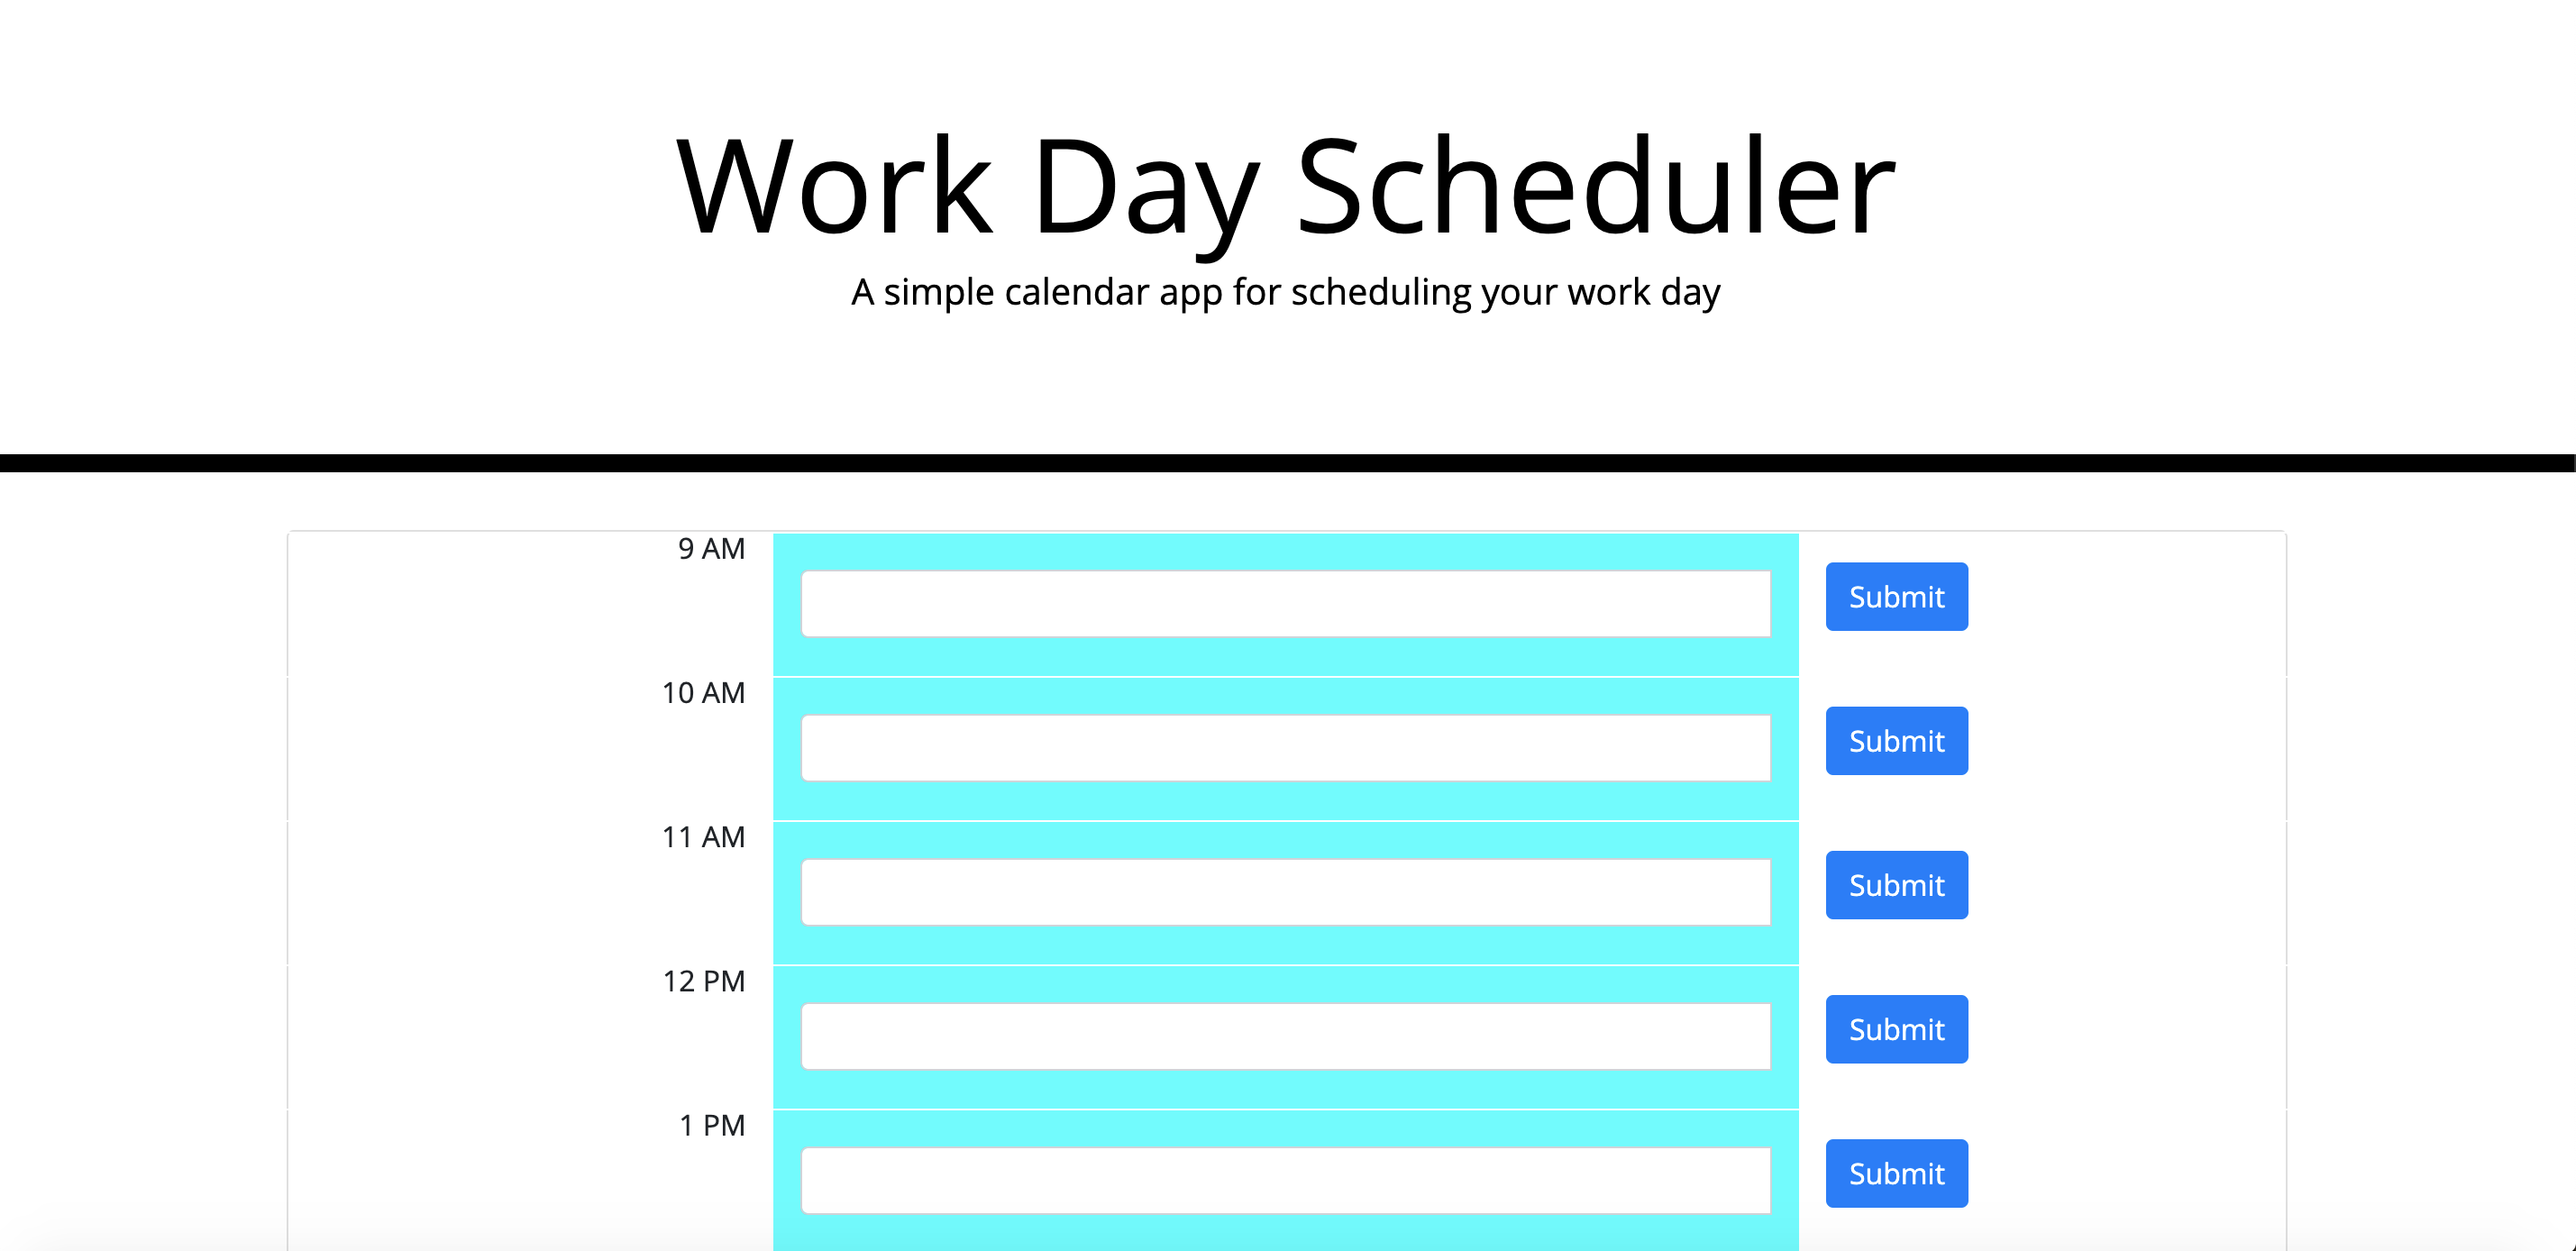 Work Day Scheduler
A simple calendar app for scheduling your work day
9 AM
Submit
10 AM
Submit
11 AM
Submit
12 PM
Submit
1 PM
Submit